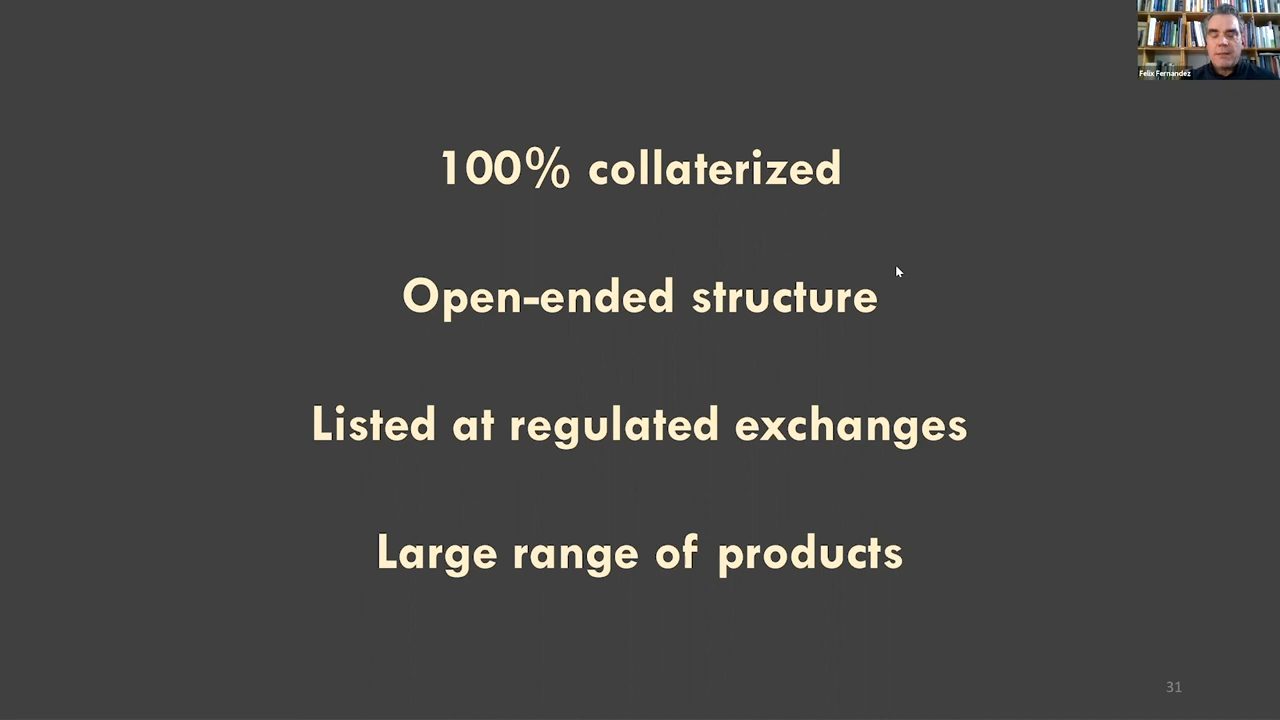 Felix Fernandez
100% collaterized
Open-ended structure
Listed at regulated exchanges
Large range of products
31